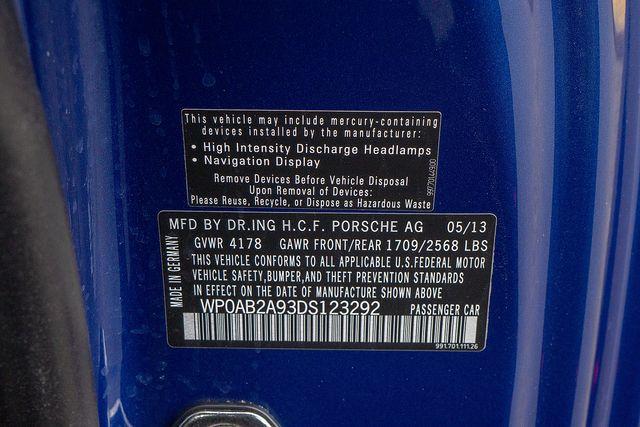 This vehicle may include mercury-containing
devices installed by the manufacturer:
• High Intensity Discharge Headlamps
• Navigation Display
Remove Devices Before Vehicle Disposal
Upon Removal of Devices:
Please Reuse, Recycle, or Dispose as Hazardous Waste
MFD BY DR.ING H.C.F. PORSCHE AG 05/13
GVWR 4178 GAWR FRONT/REAR 1709/2568 LBS
THIS VEHICLE CONFORMS TO ALL APPLICABLE U.S.FEDERAL MOTOR
VEHICLE SAFETY,BUMPER,AND THEFT PREVENTION STANDARDS
IN EFFECT ON THE DATE OF MANUFACTURE SHOWN ABOVE
WP0AB2A93DS123292 PASSENGER CAR
MADE IN GERMANY
991.701.111.26